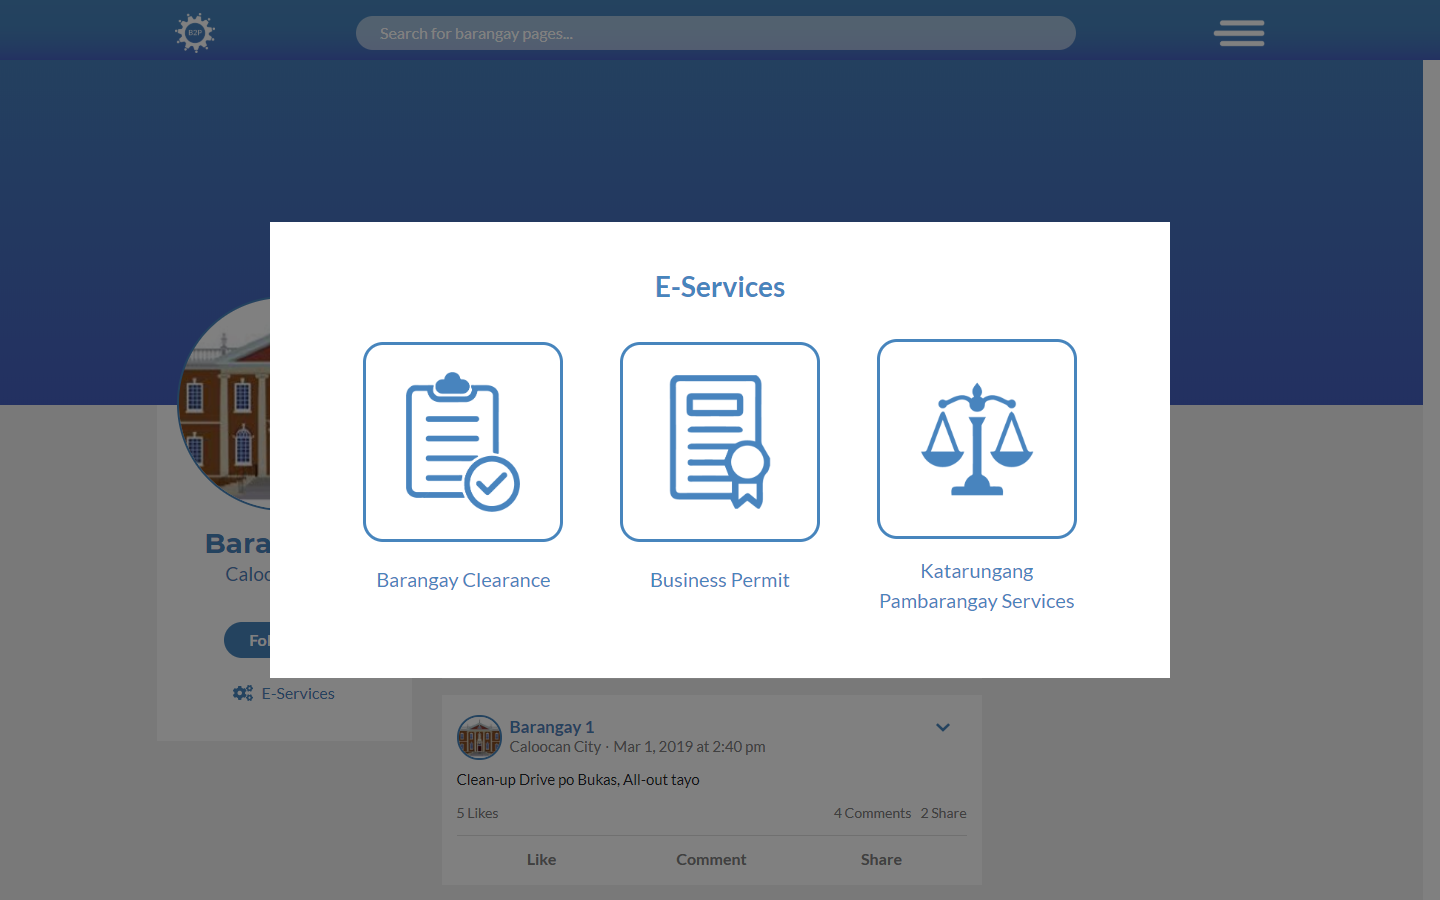 B2P
Search for barangay pages...
E-Services
Barangay Clearance
Business Permit
Katarungang
Pambarangay Services
Bara
Caloc
Fol
E-Services
Barangay 1
Caloocan City · Mar 1, 2019 at 2:40 pm
Clean-up Drive po Bukas, All-out tayo
5 Likes
4 Comments 2 Share
Like Comment Share